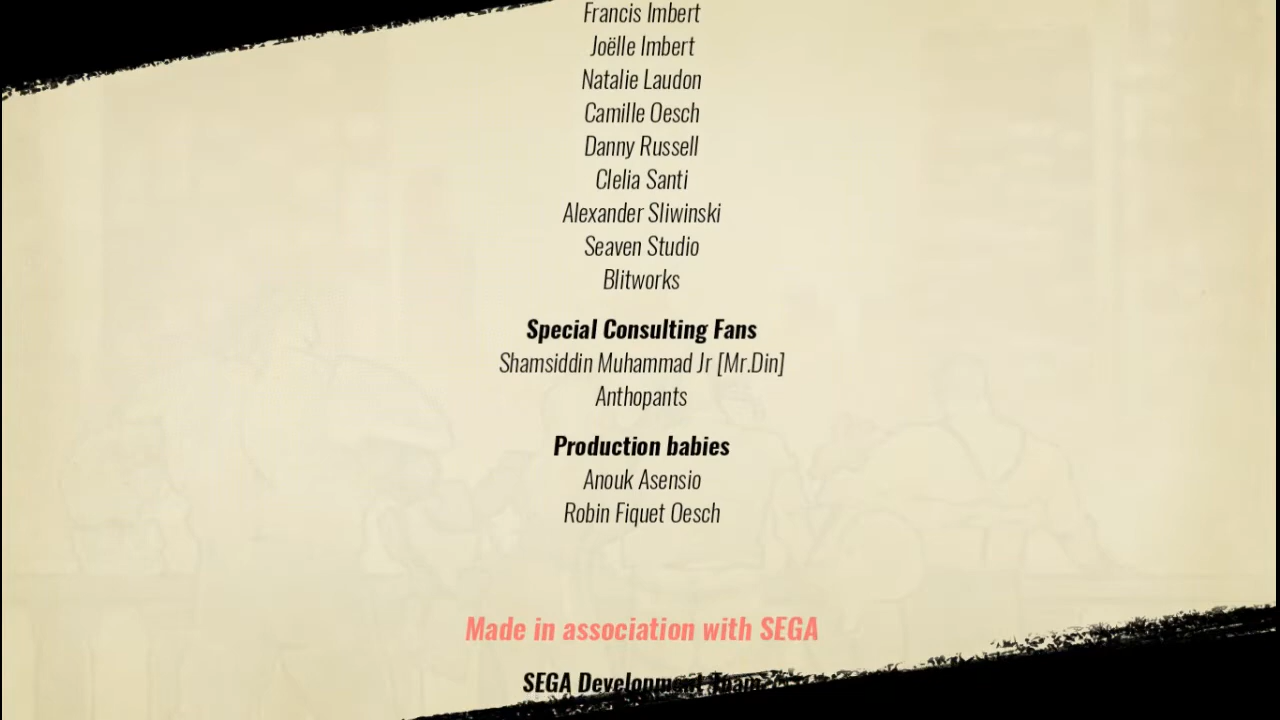 Francis Imbert
Joëlle Imbert
Natalie Laudon
Camille Oesch
Danny Russell
Clelia Santi
Alexander Sliwinski
Seaven Studio
Blitworks
Special Consulting Fans
Shamsiddin Muhammad Jr [Mr.Din]
Anthopants
Production babies
Anouk Asensio
Robin Fiquet Oesch
Made in association with SEGA
SEGA Development Team